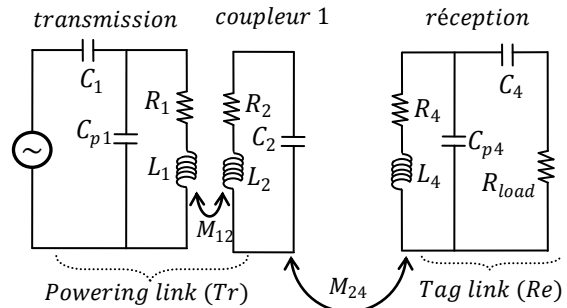 transmission
coupleur 1
réception
C1
R1
R2
C2
Cp1
L1
L2
M12
R4
C4
Cp4
L4
Rload
Powering link (Tr)
M24
Tag link (Re)